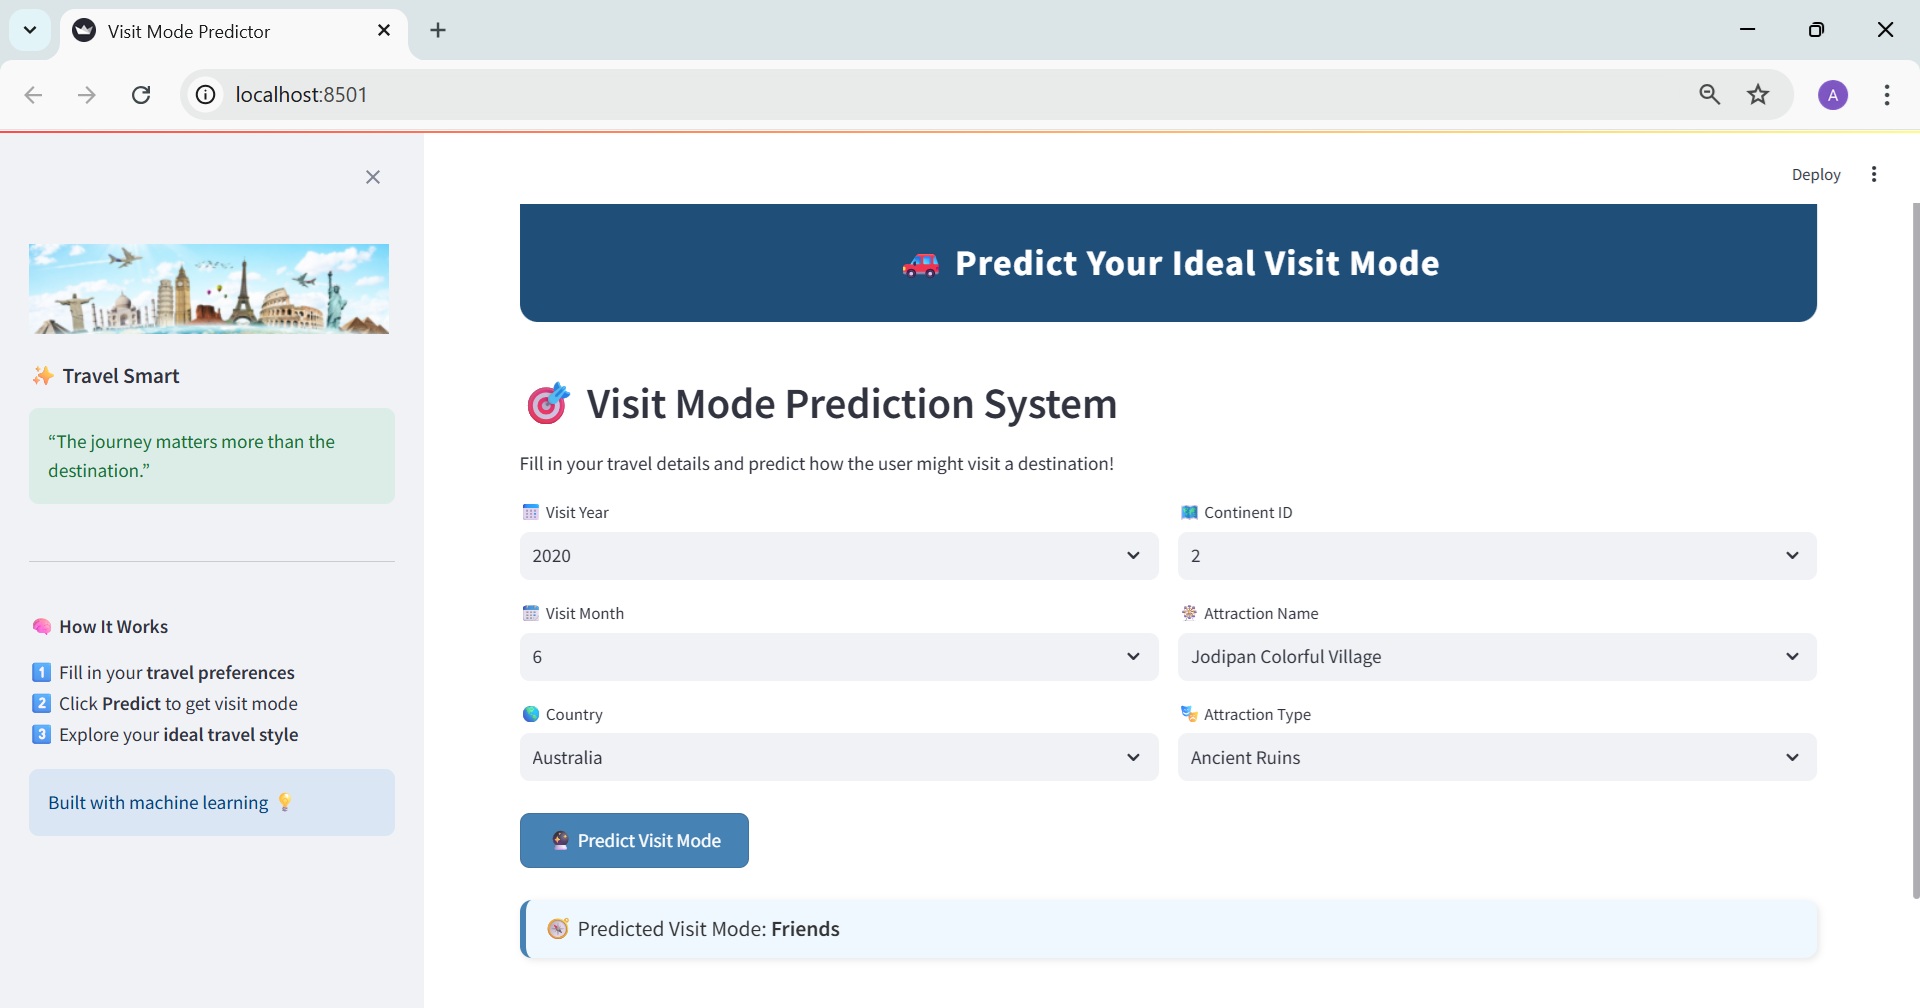 Visit Mode Predictor
localhost:8501
A
Deploy
✨ Travel Smart
“The journey matters more than the
destination.”
🧠 How It Works
1️⃣ Fill in your travel preferences
2️⃣ Click Predict to get visit mode
3️⃣ Explore your ideal travel style
Built with machine learning 💡
🚗 Predict Your Ideal Visit Mode
🎯 Visit Mode Prediction System
Fill in your travel details and predict how the user might visit a destination!
📅 Visit Year
2020
🗺️ Continent ID
2
📆 Visit Month
6
🎡 Attraction Name
Jodipan Colorful Village
🌍 Country
Australia
🎭 Attraction Type
Ancient Ruins
🔮 Predict Visit Mode
🧭 Predicted Visit Mode: Friends